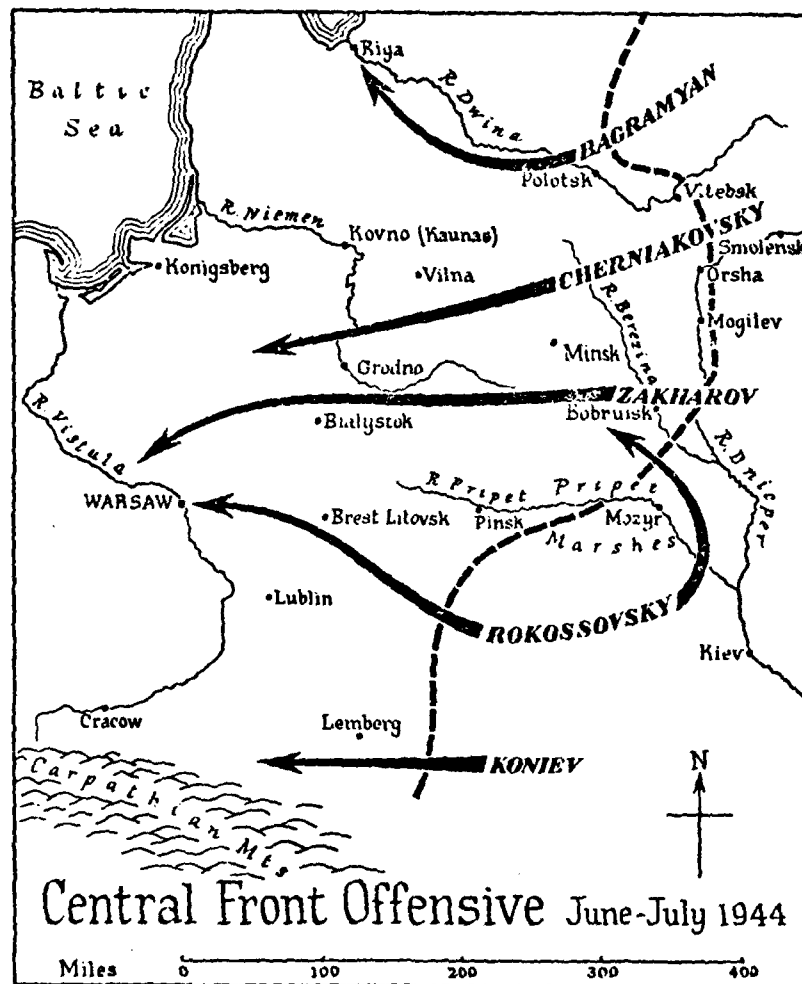 Riga
Baltic
Sea
R. Dwina
BAGRAMYAN
Polotsk
Vitebsk
R. Niemen
Kovno (Kaunas)
CHERNIAKOVSKY
Smolensk
Konigsberg
Vilna
Orsha
R. Berezina
Mogilev
Minsk
Grodno
ZAKHAROV
Bobruisk
Bialystok
R. Vistula
R. Dnieper
R. Pripet
Pripet
WARSAW
Brest Litovsk
Pinsk
Mozyr
Marshes
Lublin
ROKOSSOVSKY
Kiev
Cracow
Lemberg
KONIEV
N
Carpathian Mts
Central Front Offensive June-July 1944
Miles 0 100 200 300 400